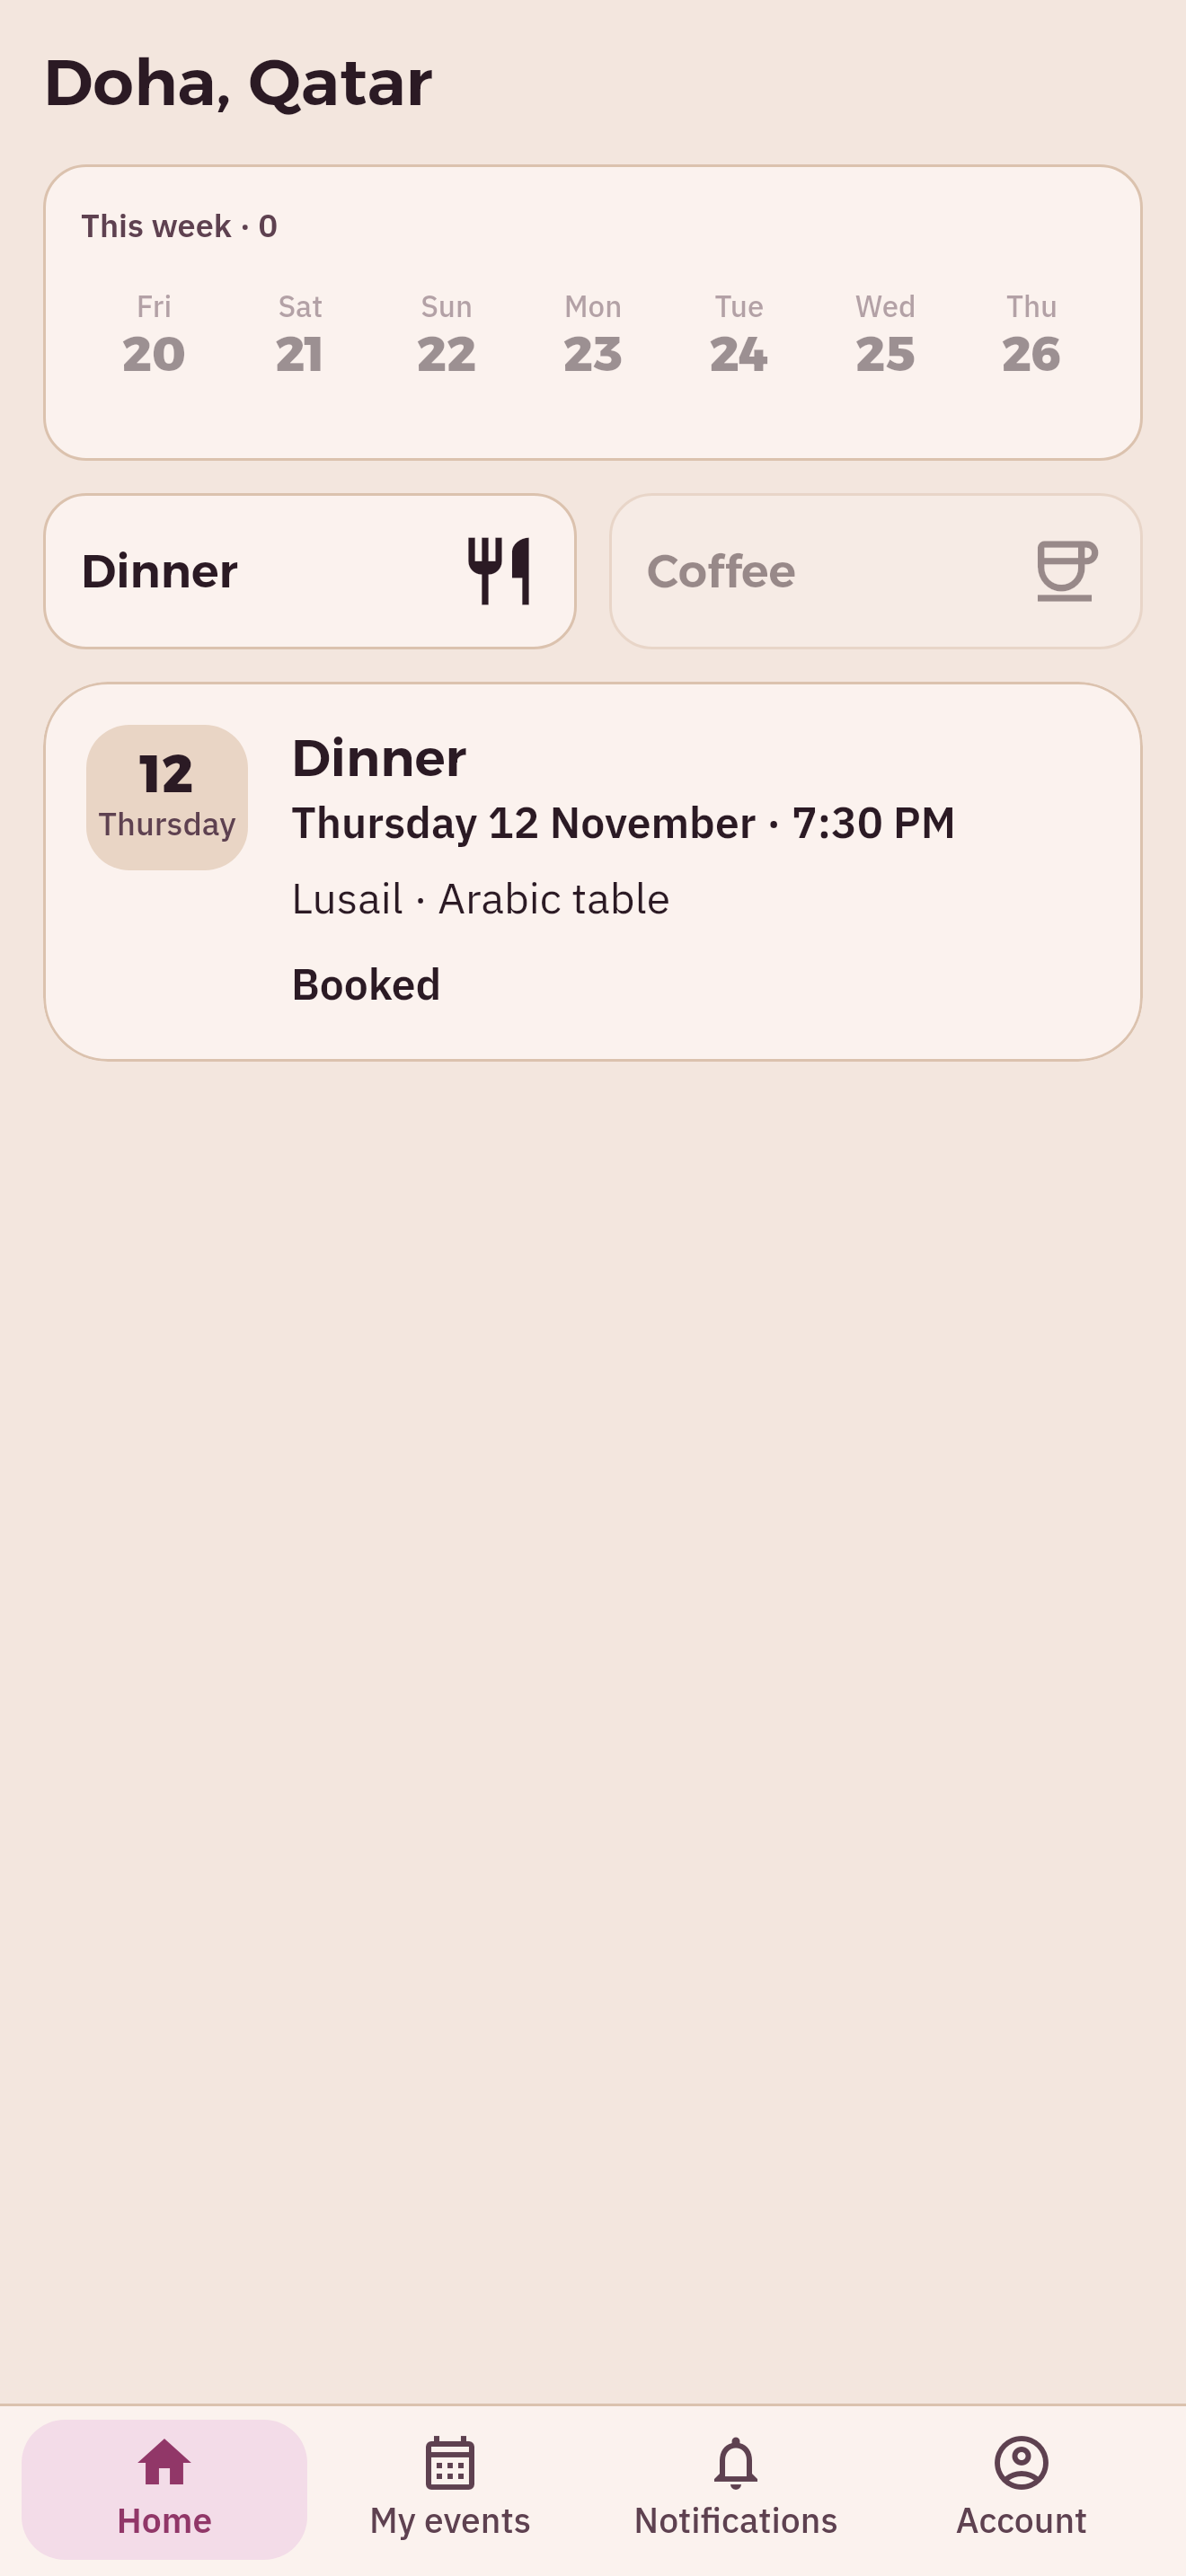 Doha, Qatar
This week · 0
Fri Sat Sun Mon Tue Wed Thu
20 21 22 23 24 25 26
Dinner
Coffee
12
Thursday
Dinner
Thursday 12 November · 7:30 PM
Lusail · Arabic table
Booked
Home
My events
Notifications
Account